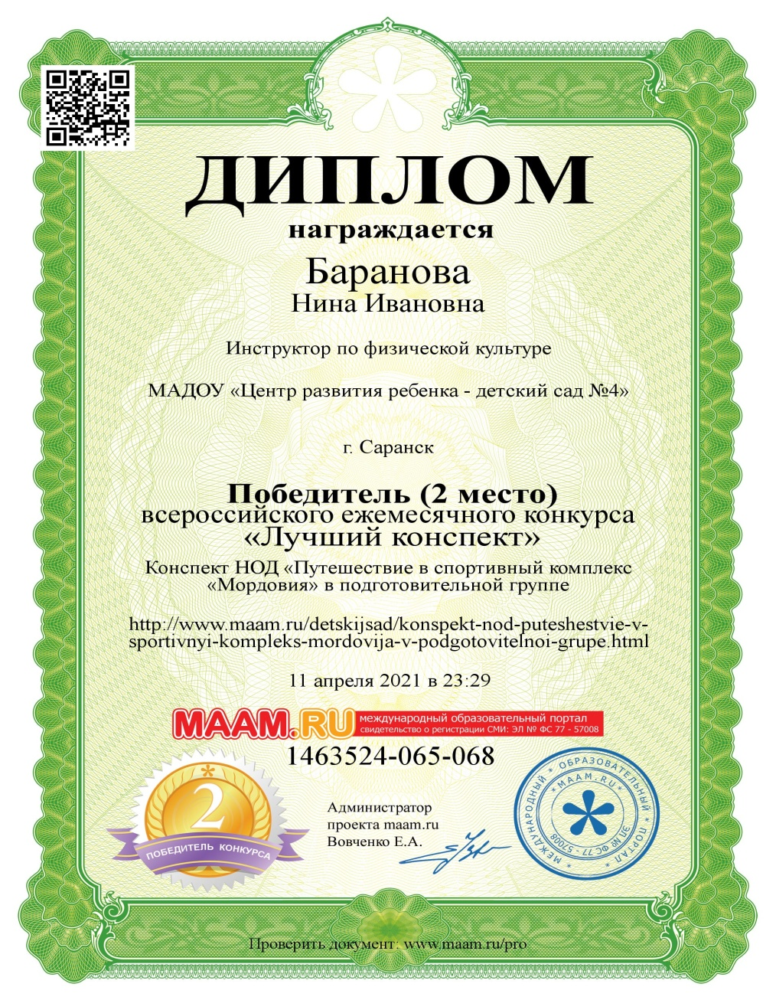 ДИПЛОМ
награждается
Баранова
Нина Ивановна
Инструктор по физической культуре
МАДОУ «Центр развития ребенка - детский сад №4»
г. Саранск
Победитель (2 место)
всероссийского ежемесячного конкурса
«Лучший конспект»
Конспект НОД «Путешествие в спортивный комплекс
«Мордовия» в подготовительной группе
http://www.maam.ru/detskijsad/konspekt-nod-puteshestvie-v-
sportivnyi-kompleks-mordovija-v-podgotovitelnoi-grupe.html
11 апреля 2021 в 23:29
MAAM.RU
международный образовательный портал
свидетельство о регистрации СМИ: ЭЛ № ФС 77 - 57008
1463524-065-068
2
ПОБЕДИТЕЛЬ КОНКУРСА
Администратор
проекта maam.ru
Вовченко Е.А.
* МЕЖДУНАРОДНЫЙ * ОБРАЗОВАТЕЛЬНЫЙ * ПОРТАЛ *
* MAAM.RU *
ЭЛ № ФС 77 - 57008
Проверить документ: www.maam.ru/pro